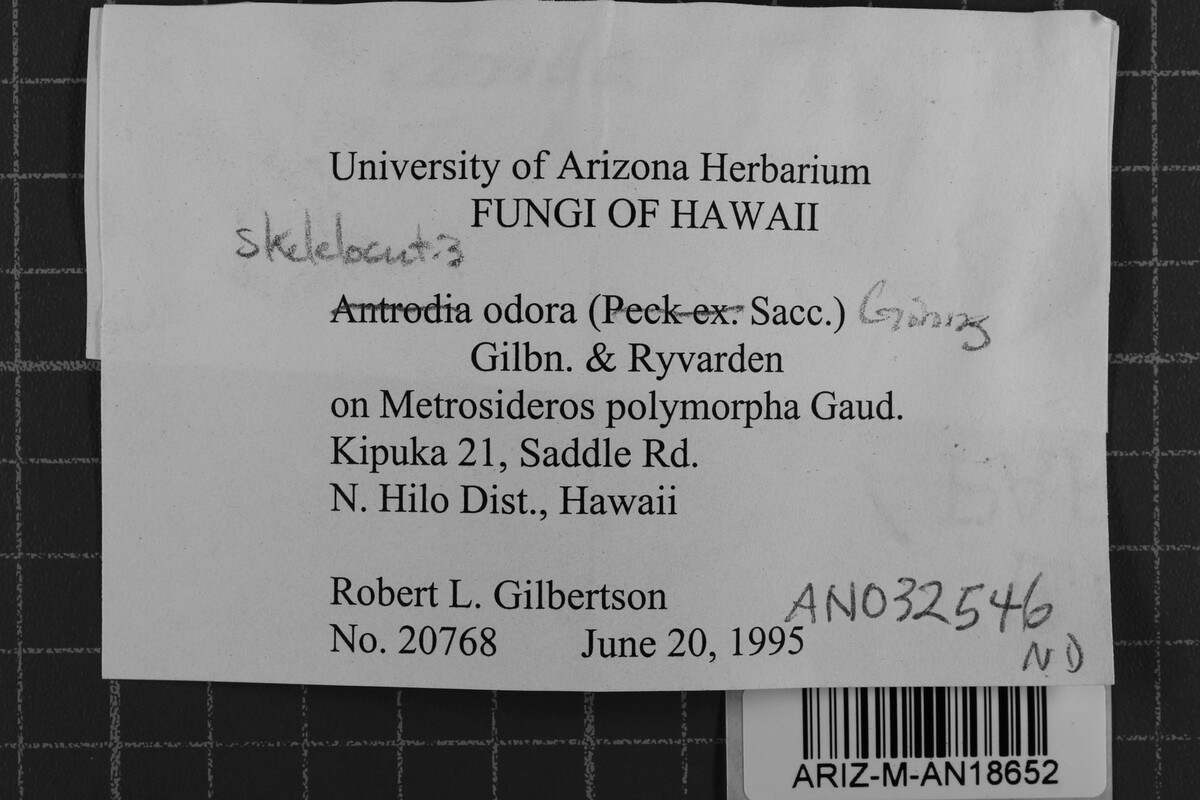 University of Arizona Herbarium
FUNGI OF HAWAII
Skeletocutis
Antrodia odora (Peck ex. Sacc.) Ginns
Gilbn. & Ryvarden
on Metrosideros polymorpha Gaud.
Kipuka 21, Saddle Rd.
N. Hilo Dist., Hawaii
Robert L. Gilbertson
No. 20768 June 20, 1995
AN032546
ND
ARIZ-M-AN18652